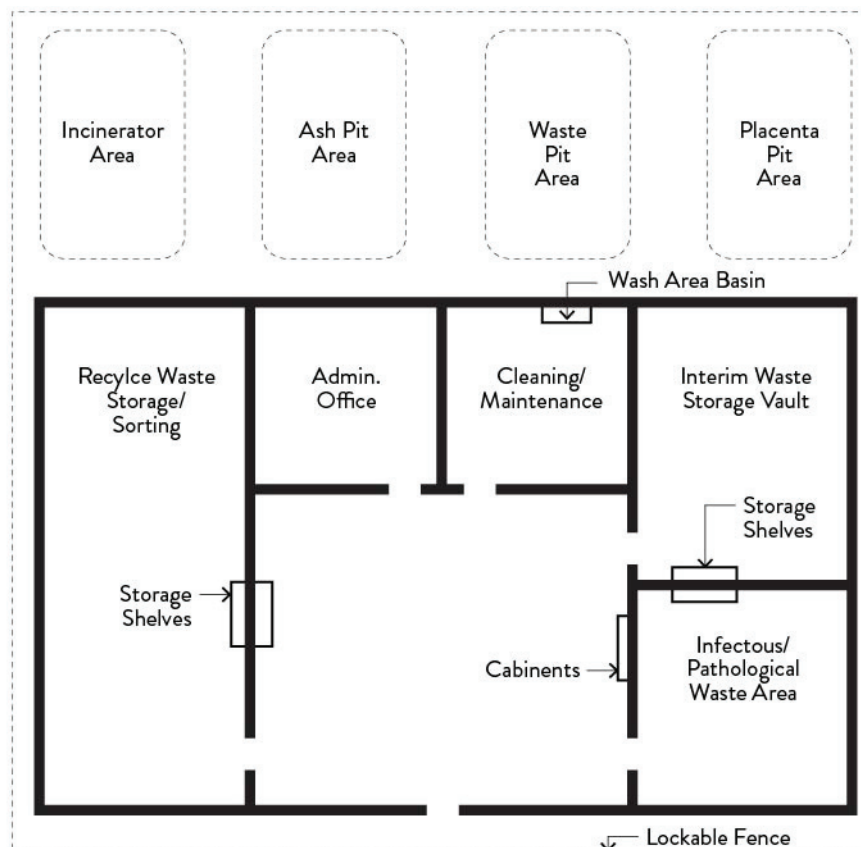 Incinerator
Area
Ash Pit
Area
Waste
Pit
Area
Placenta
Pit
Area
Wash Area Basin
Recylce Waste
Storage/
Sorting
Admin.
Office
Cleaning/
Maintenance
Interim Waste
Storage Vault
Storage
Shelves
Storage
Shelves
Infectous/
Pathological
Waste Area
Cabinents
Lockable Fence